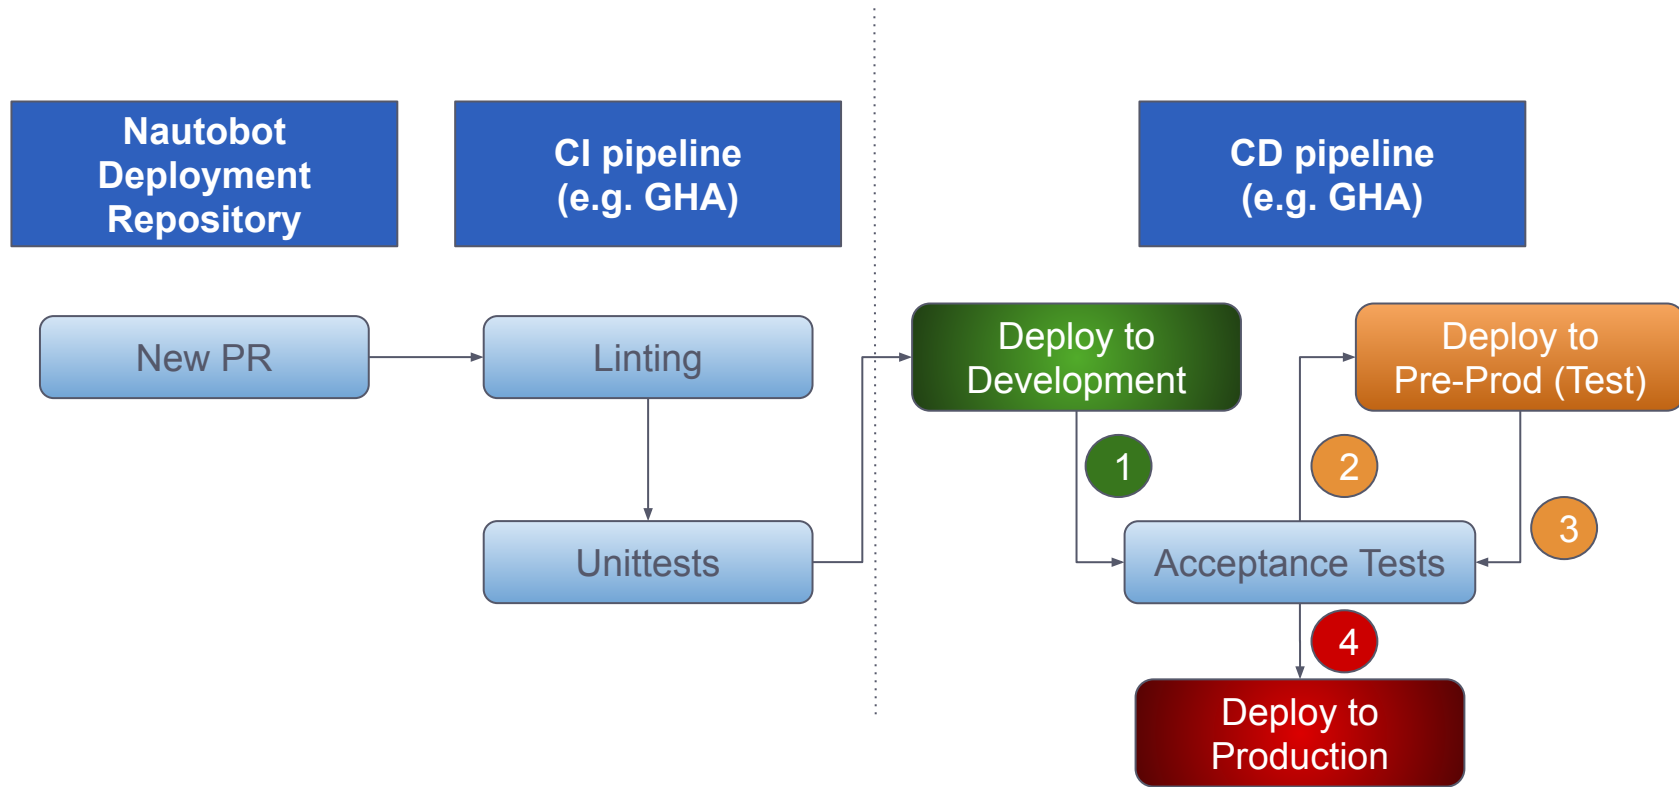 Nautobot
Deployment
Repository
CI pipeline
(e.g. GHA)
CD pipeline
(e.g. GHA)
New PR
Linting
Unittests
Deploy to
Development
Deploy to
Pre-Prod (Test)
1
2
3
Acceptance Tests
4
Deploy to
Production